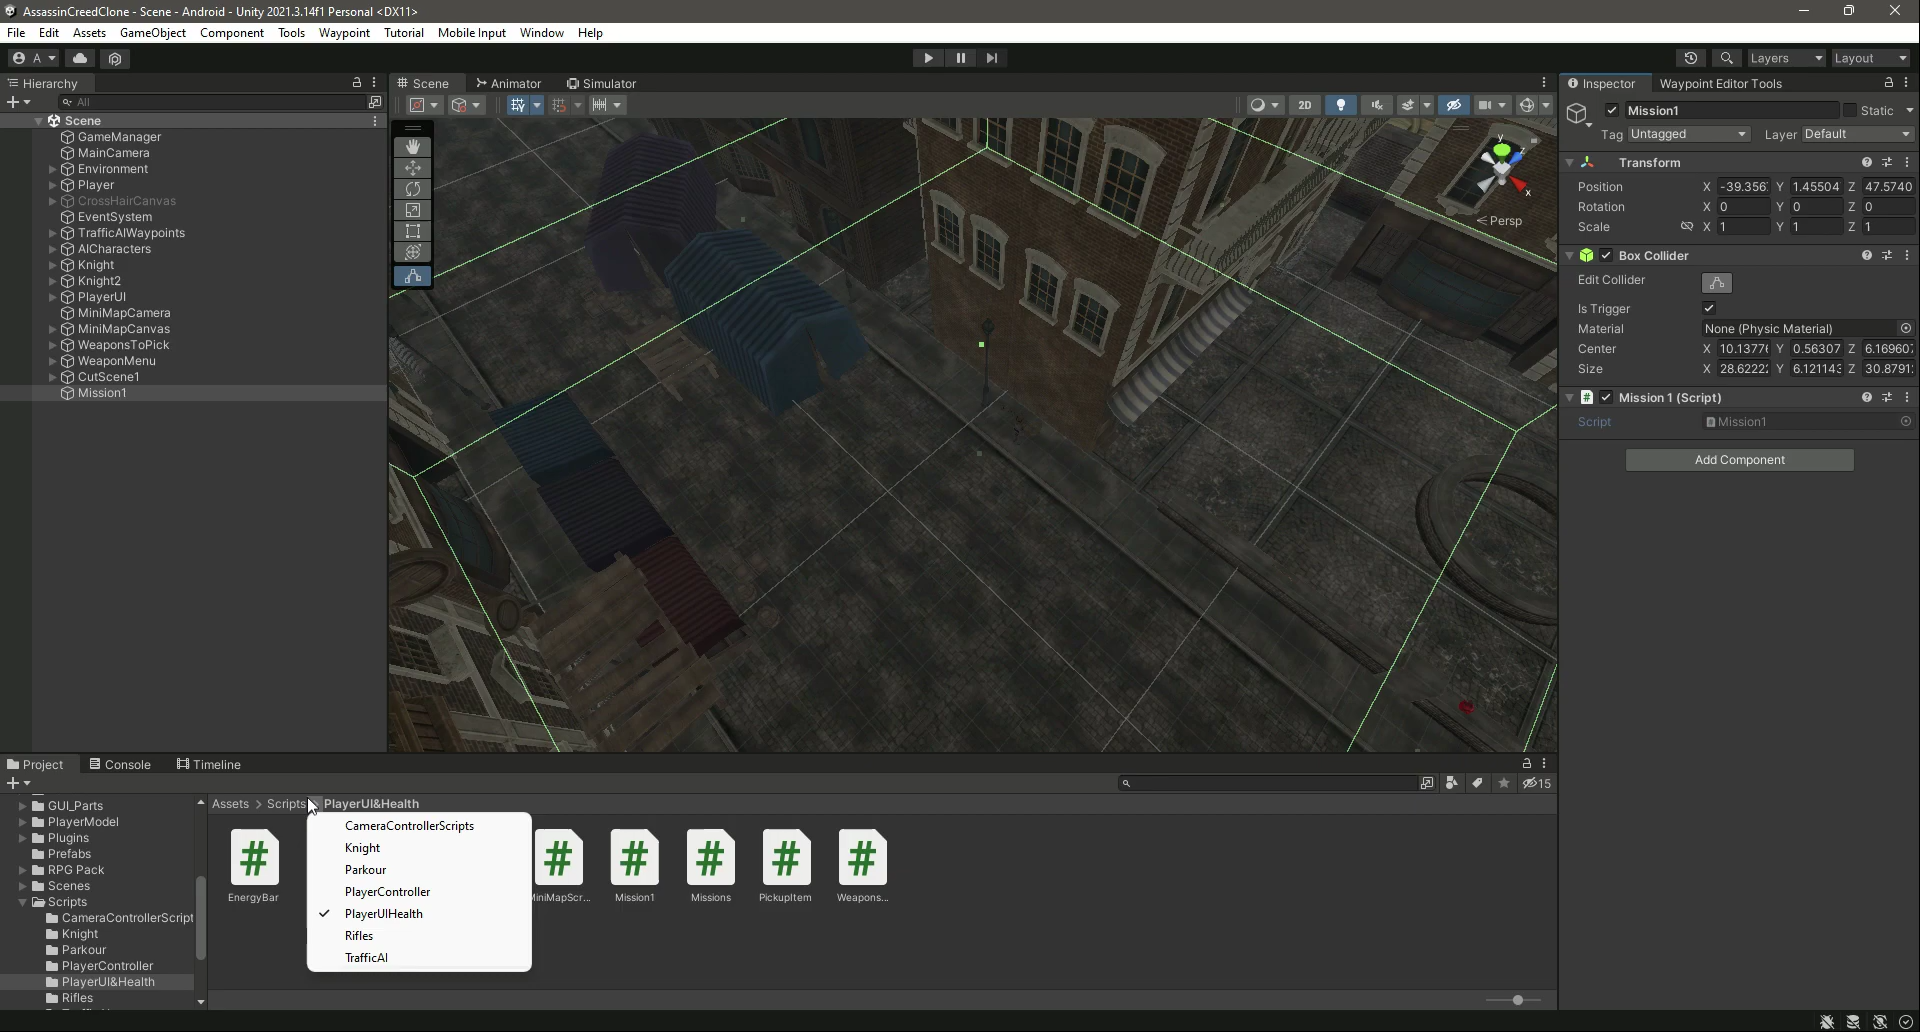 AssassinCreedClone - Scene - Android - Unity 2021.3.14f1 Personal <DX11>
File Edit Assets GameObject Component Tools Waypoint Tutorial Mobile Input Window Help
A Layers Layout
Hierarchy
All
Scene
GameManager
MainCamera
Environment
Player
CrossHairCanvas
EventSystem
TrafficAIWaypoints
AICharacters
Knight
Knight2
PlayerUI
MiniMapCamera
MiniMapCanvas
WeaponsToPick
WeaponMenu
CutScene1
Mission1
Scene Animator Simulator
2D
y
z
x
< Persp
Inspector Waypoint Editor Tools
Mission1 Static
Tag Untagged Layer Default
Transform
Position X -39.356 Y 1.45504 Z 47.5740
Rotation X 0 Y 0 Z 0
Scale X 1 Y 1 Z 1
Box Collider
Edit Collider
Is Trigger
Material None (Physic Material)
Center X 10.1377 Y 0.56307 Z 6.16960
Size X 28.6222 Y 6.121143 Z 30.8791
Mission 1 (Script)
Script Mission1
Add Component
Project Console Timeline
15
GUI_Parts
PlayerModel
Plugins
Prefabs
RPG Pack
Scenes
Scripts
CameraControllerScript
Knight
Parkour
PlayerController
PlayerUI&Health
Rifles
Assets > Scripts PlayerUI&Health
CameraControllerScripts
Knight
Parkour
PlayerController
PlayerUIHealth
Rifles
TrafficAI
EnergyBar MiniMapScr... Mission1 Missions PickupItem Weapons...